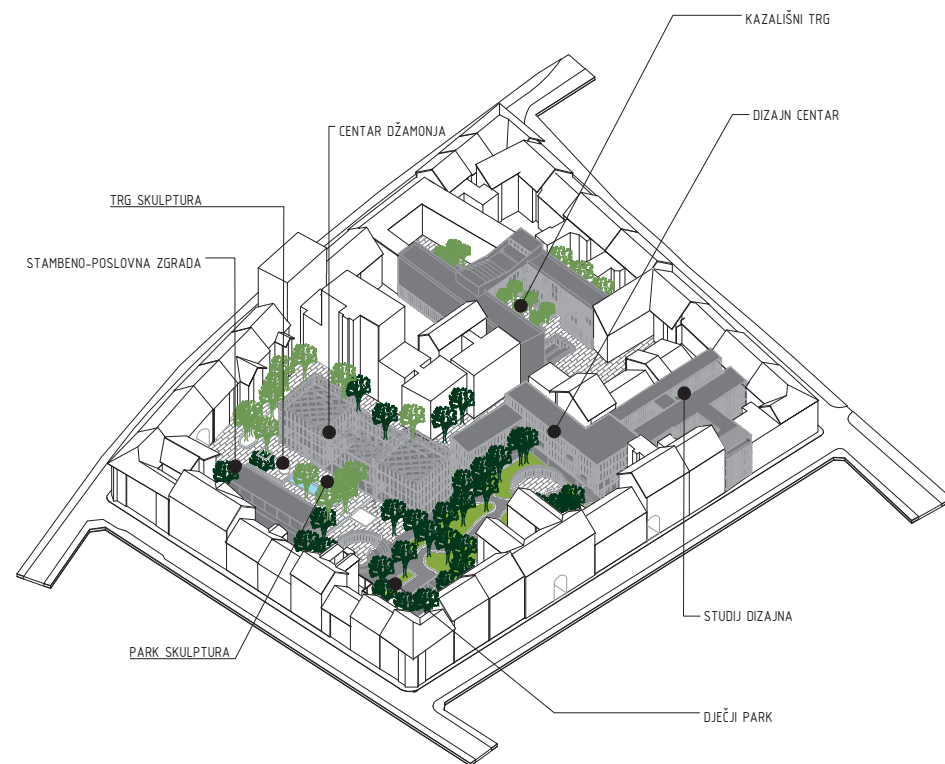 KAZALIŠNI TRG
DIZAJN CENTAR
CENTAR DŽAMONJA
TRG SKULPTURA
STAMBENO-POSLOVNA ZGRADA
STUDIJ DIZAJNA
PARK SKULPTURA
DJEČJI PARK